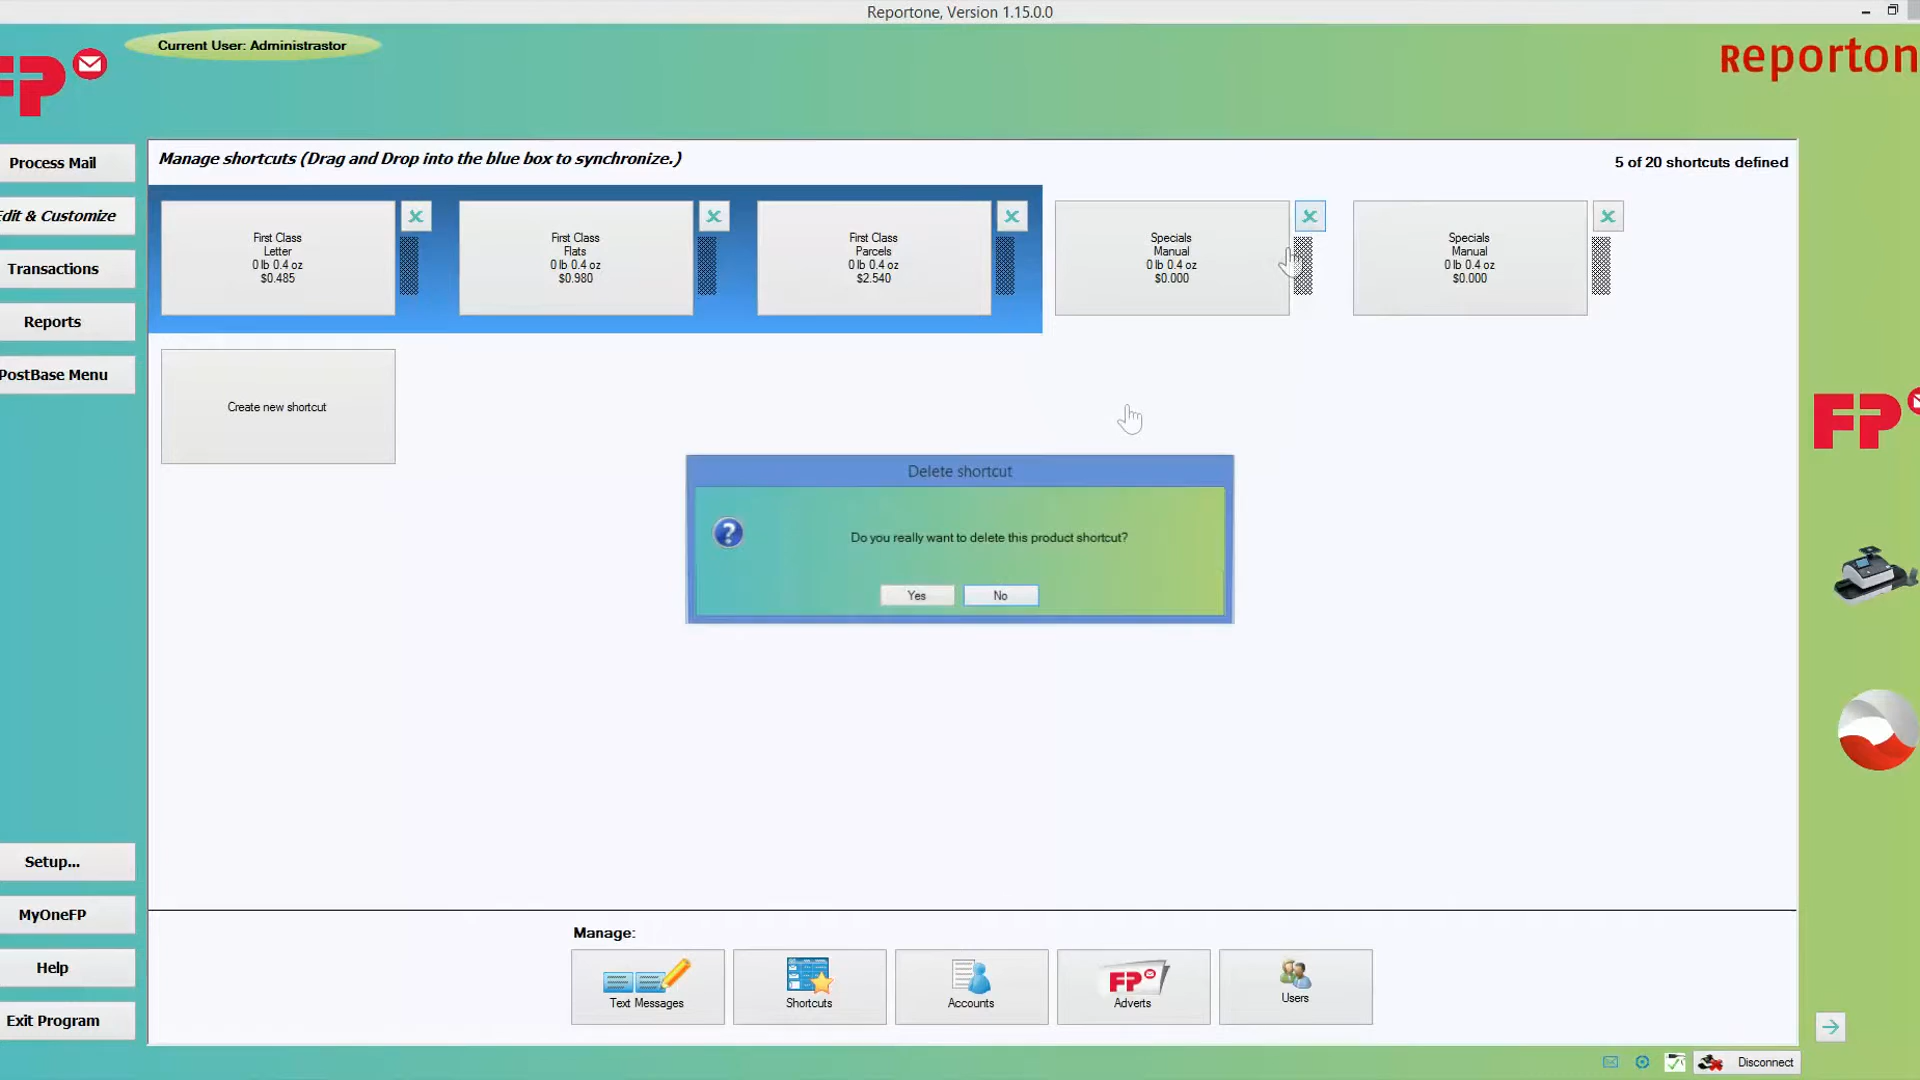 Reportone, Version 1.15.0.0
Current User: Administrastor
FP
Reporton
Process Mail
Edit & Customize
Transactions
Reports
PostBase Menu
Setup...
MyOneFP
Help
Exit Program
Manage shortcuts (Drag and Drop into the blue box to synchronize.)
5 of 20 shortcuts defined
First Class
Letter
0 lb 0.4 oz
$0.485
First Class
Flats
0 lb 0.4 oz
$0.980
First Class
Parcels
0 lb 0.4 oz
$2.540
Specials
Manual
0 lb 0.4 oz
$0.000
Specials
Manual
0 lb 0.4 oz
$0.000
Create new shortcut
Delete shortcut
Do you really want to delete this product shortcut?
Yes
No
FP
Manage:
Text Messages
Shortcuts
Accounts
FP
Adverts
Users
Disconnect